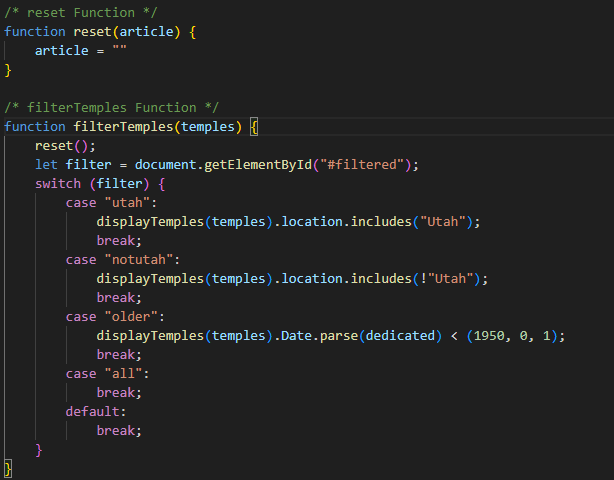 /* reset Function */
function reset(article) {
    article = ""
}

/* filterTemples Function */
function filterTemples(temples) {
    reset();
    let filter = document.getElementById("#filtered");
    switch (filter) {
        case "utah":
            displayTemples(temples).location.includes("Utah");
            break;
        case "notutah":
            displayTemples(temples).location.includes(!"Utah");
            break;
        case "older":
            displayTemples(temples).Date.parse(dedicated) < (1950, 0, 1);
            break;
        case "all":
            break;
        default:
            break;
    }
}